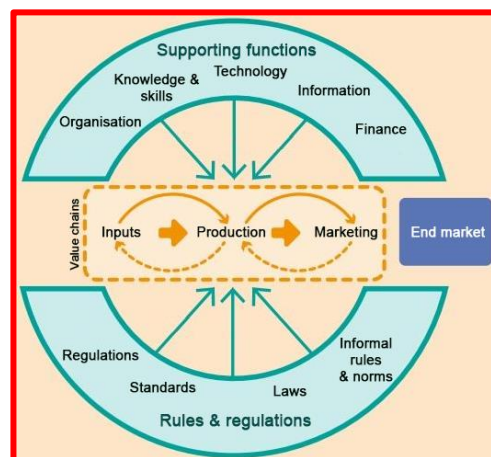 Supporting functions
Technology
Knowledge &
skills
Information
Organisation
Finance
Value chains
Inputs
Production
Marketing
End market
Regulations
Standards
Laws
Informal
rules
& norms
Rules & regulations